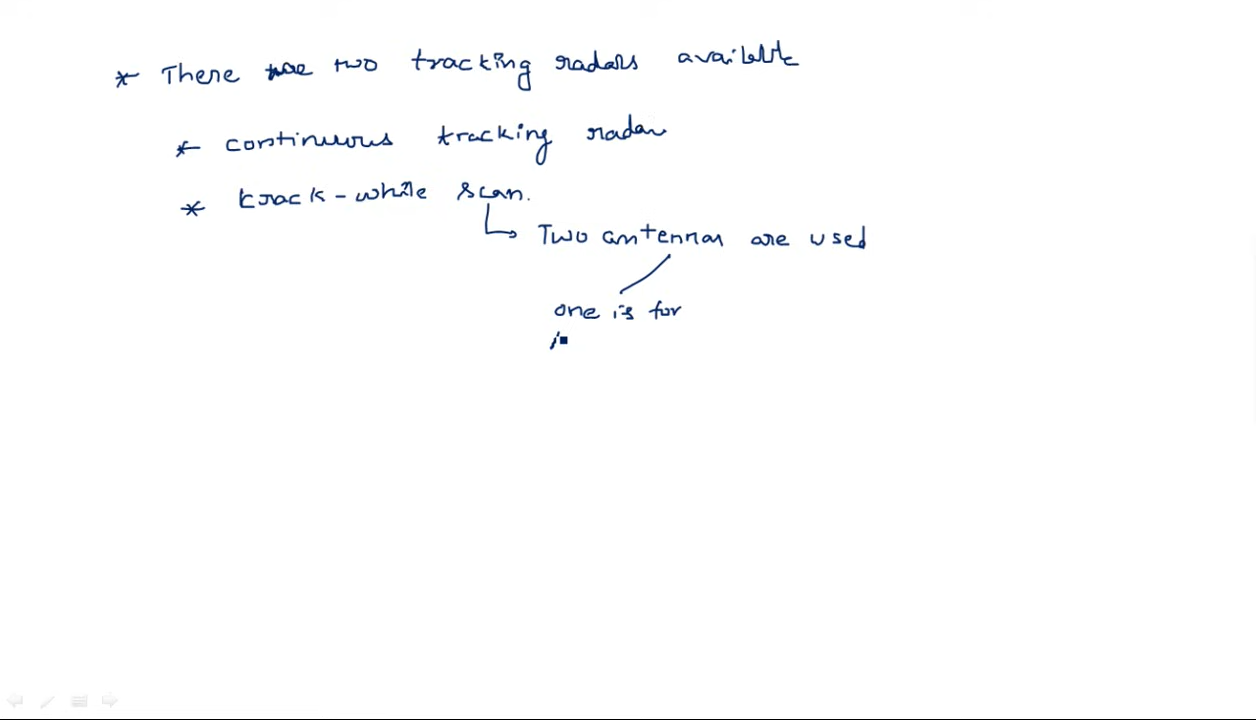 * There are two tracking radars available
* continuous tracking radar
* track-while scan.
Two antennas are used
one is for